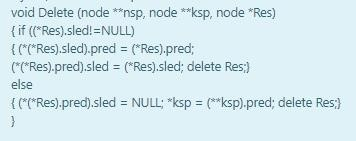 void Delete (node **nsp, node **ksp, node *Res)
{ if ((*Res).sled!=NULL)
{ (*(*Res).sled).pred = (*Res).pred;
(*(*Res).pred).sled = (*Res).sled; delete Res;}
else
{ (*(*Res).pred).sled = NULL; *ksp = (**ksp).pred; delete Res;}
}